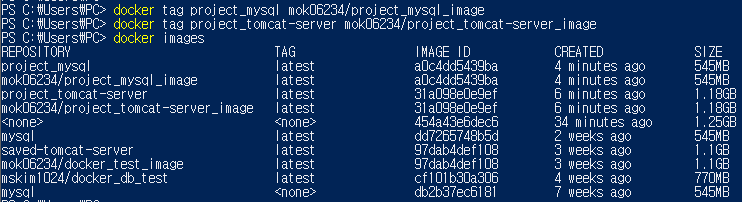 PS C:₩Users₩PC> docker tag project_mysql mok06234/project_mysql_image
PS C:₩Users₩PC> docker tag project_tomcat-server mok06234/project_tomcat-server_image
PS C:₩Users₩PC> docker images
REPOSITORY TAG IMAGE ID CREATED SIZE
project_mysql latest a0c4dd5439ba 4 minutes ago 545MB
mok06234/project_mysql_image latest a0c4dd5439ba 4 minutes ago 545MB
project_tomcat-server latest 31a098e0e9ef 6 minutes ago 1.18GB
mok06234/project_tomcat-server_image latest 31a098e0e9ef 6 minutes ago 1.18GB
<none> <none> 454a43e6dec6 34 minutes ago 1.25GB
mysql latest dd7265748b5d 2 weeks ago 545MB
saved-tomcat-server latest 97dab4def108 3 weeks ago 1.1GB
mok06234/docker_test_image latest 97dab4def108 3 weeks ago 1.1GB
mskim1024/docker_db_test latest cf101b30a306 4 weeks ago 770MB
mysql <none> db2b37ec6181 7 weeks ago 545MB